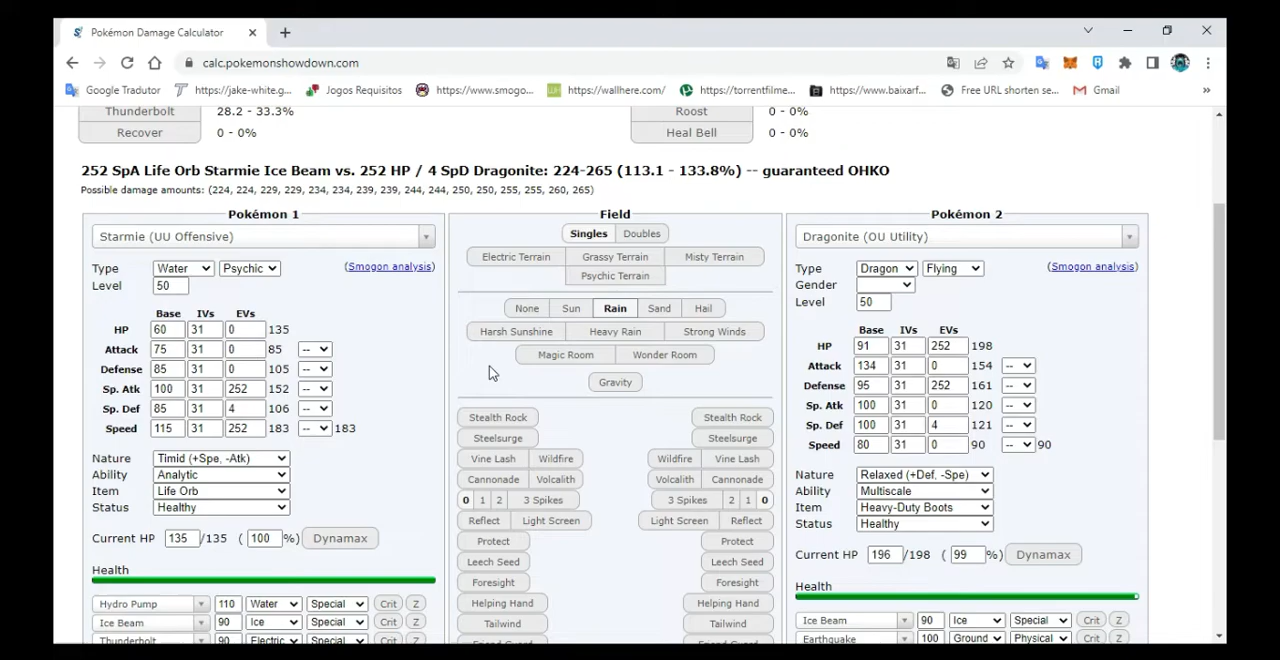 Pokémon Damage Calculator
calc.pokemonshowdown.com
Google Tradutor https://jake-white.g... Jogos Requisitos https://www.smogo... https://wallhere.com/ https://torrentfilme... https://www.baixarf... Free URL shorten se... Gmail »
Thunderbolt 28.2 - 33.3% Roost 0 - 0%
Recover 0 - 0% Heal Bell 0 - 0%
252 SpA Life Orb Starmie Ice Beam vs. 252 HP / 4 SpD Dragonite: 224-265 (113.1 - 133.8%) -- guaranteed OHKO
Possible damage amounts: (224, 224, 229, 229, 234, 234, 239, 239, 244, 244, 250, 250, 255, 255, 260, 265)
Pokémon 1
Starmie (UU Offensive)
Type Water Psychic (Smogon analysis)
Level 50
Base IVs EVs
HP 60 31 0 135
Attack 75 31 0 85 --
Defense 85 31 0 105 --
Sp. Atk 100 31 252 152 --
Sp. Def 85 31 4 106 --
Speed 115 31 252 183 -- 183
Nature Timid (+Spe, -Atk)
Ability Analytic
Item Life Orb
Status Healthy
Current HP 135 /135 ( 100 %) Dynamax
Health
Hydro Pump 110 Water Special Crit Z
Ice Beam 90 Ice Special Crit Z
Thunderbolt 90 Electric Special Crit Z
Field
Singles Doubles
Electric Terrain Grassy Terrain Misty Terrain
Psychic Terrain
None Sun Rain Sand Hail
Harsh Sunshine Heavy Rain Strong Winds
Magic Room Wonder Room
Gravity
Stealth Rock Stealth Rock
Steelsurge Steelsurge
Vine Lash Wildfire Wildfire Vine Lash
Cannonade Volcalith Volcalith Cannonade
0 1 2 3 Spikes 3 Spikes 2 1 0
Reflect Light Screen Light Screen Reflect
Protect Protect
Leech Seed Leech Seed
Foresight Foresight
Helping Hand Helping Hand
Tailwind Tailwind
Friend Guard Friend Guard
Pokémon 2
Dragonite (OU Utility)
Type Dragon Flying (Smogon analysis)
Gender
Level 50
Base IVs EVs
HP 91 31 252 198
Attack 134 31 0 154 --
Defense 95 31 252 161 --
Sp. Atk 100 31 0 120 --
Sp. Def 100 31 4 121 --
Speed 80 31 0 90 -- 90
Nature Relaxed (+Def, -Spe)
Ability Multiscale
Item Heavy-Duty Boots
Status Healthy
Current HP 196 /198 ( 99 %) Dynamax
Health
Ice Beam 90 Ice Special Crit Z
Earthquake 100 Ground Physical Crit Z